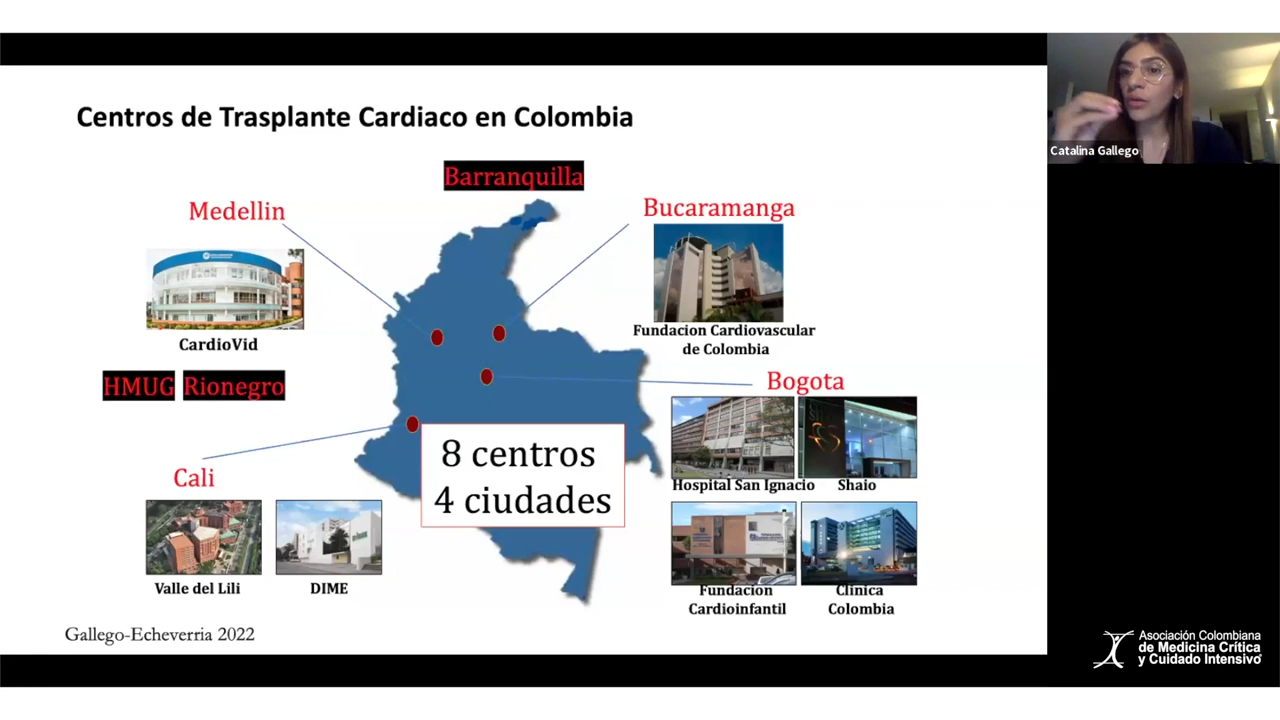 Centros de Trasplante Cardiaco en Colombia
Catalina Gallego
Barranquilla
Medellin
Bucaramanga
CardioVid
Fundacion Cardiovascular
de Colombia
HMUG Rionegro
Bogota
8 centros
4 ciudades
Hospital San Ignacio
Shaio
Cali
Valle del Lili
DIME
Fundacion
Cardioinfantil
Clinica
Colombia
Gallego-Echeverria 2022
Asociación Colombiana
de Medicina Crítica
y Cuidado Intensivo